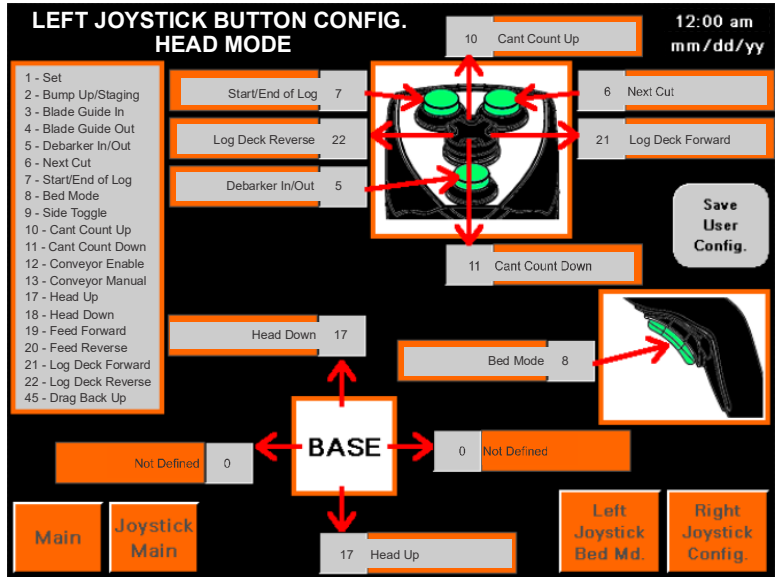 LEFT JOYSTICK BUTTON CONFIG.
HEAD MODE
12:00 am
mm/dd/yy
10 Cant Count Up
1 - Set
2 - Bump Up/Staging
3 - Blade Guide In
4 - Blade Guide Out
5 - Debarker In/Out
6 - Next Cut
7 - Start/End of Log
8 - Bed Mode
9 - Side Toggle
10 - Cant Count Up
11 - Cant Count Down
12 - Conveyor Enable
13 - Conveyor Manual
17 - Head Up
18 - Head Down
19 - Feed Forward
20 - Feed Reverse
21 - Log Deck Forward
22 - Log Deck Reverse
45 - Drag Back Up
Start/End of Log 7
6 Next Cut
Log Deck Reverse 22
21 Log Deck Forward
Debarker In/Out 5
Save
User
Config.
11 Cant Count Down
Head Down 17
Bed Mode 8
BASE
Not Defined 0
0 Not Defined
17 Head Up
Main
Joystick
Main
Left
Joystick
Bed Md.
Right
Joystick
Config.